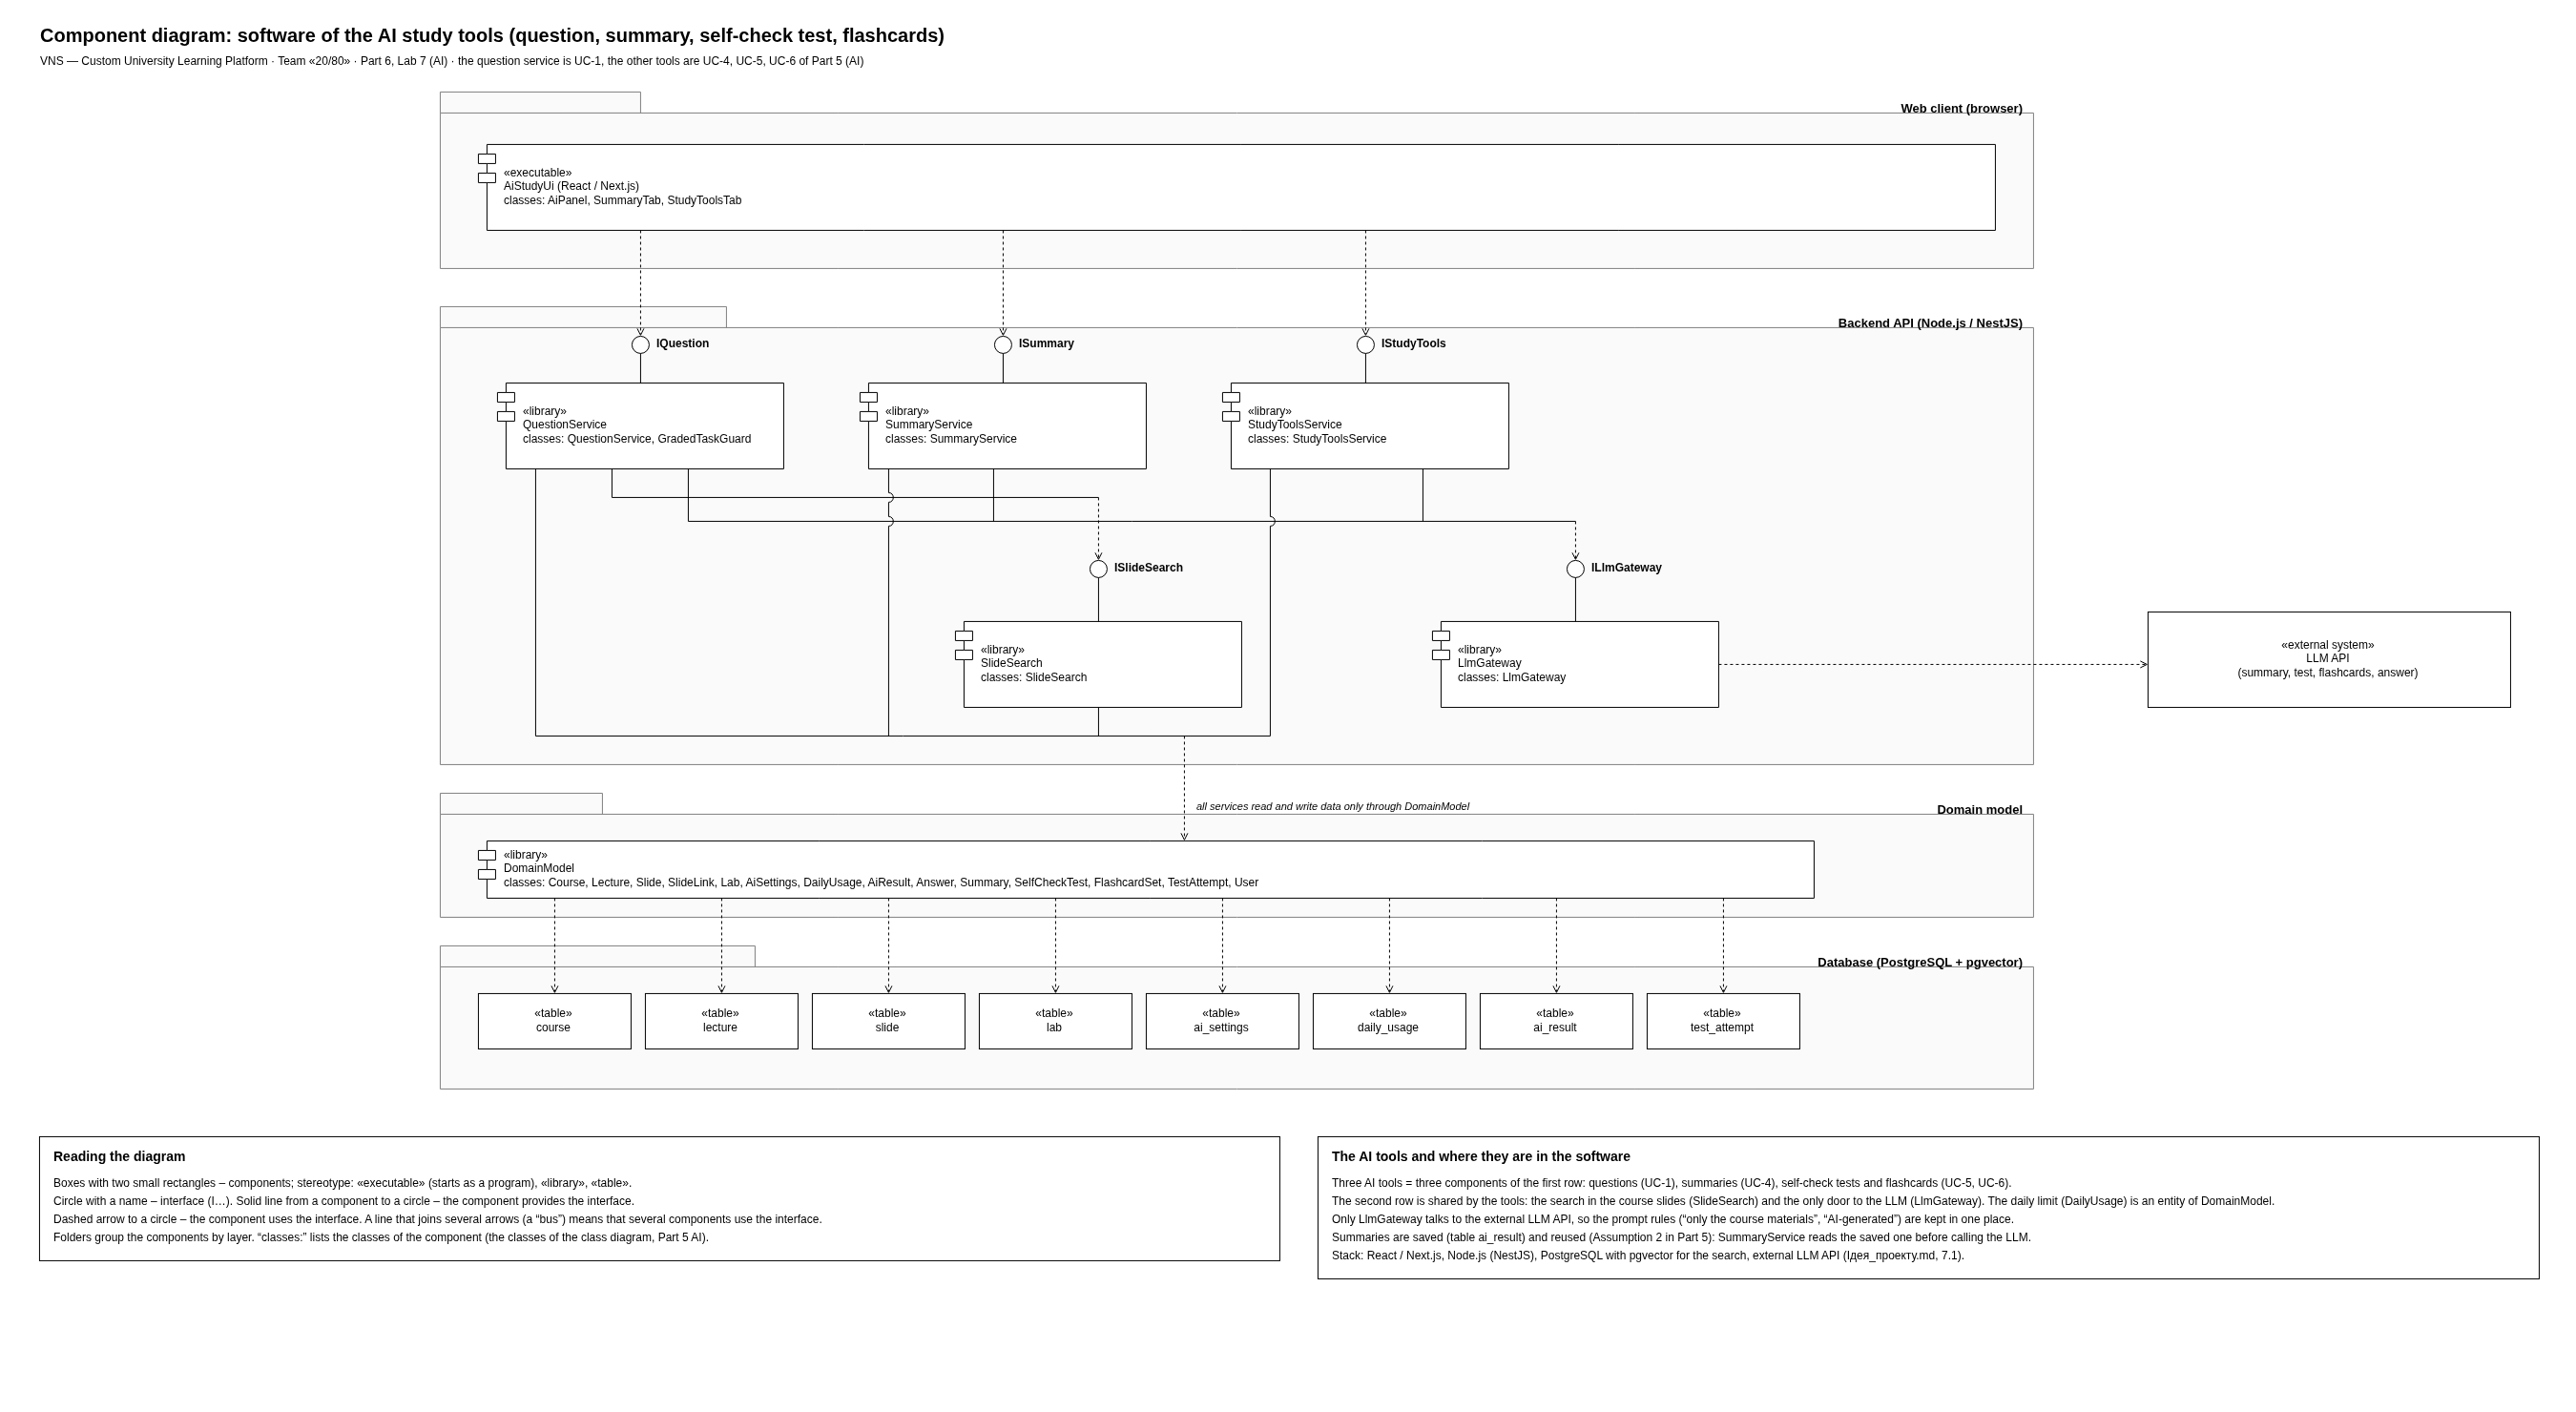 Component diagram: software of the AI study tools (question, summary, self-check test, flashcards)
VNS — Custom University Learning Platform · Team «20/80» · Part 6, Lab 7 (AI) · the question service is UC-1, the other tools are UC-4, UC-5, UC-6 of Part 5 (AI)
Web client (browser)
«executable»
AiStudyUi (React / Next.js)
classes: AiPanel, SummaryTab, StudyToolsTab
Backend API (Node.js / NestJS)
IQuestion
ISummary
IStudyTools
«library»
QuestionService
classes: QuestionService, GradedTaskGuard
«library»
SummaryService
classes: SummaryService
«library»
StudyToolsService
classes: StudyToolsService
ISlideSearch
ILlmGateway
«library»
SlideSearch
classes: SlideSearch
«library»
LlmGateway
classes: LlmGateway
«external system»
LLM API
(summary, test, flashcards, answer)
all services read and write data only through DomainModel
Domain model
«library»
DomainModel
classes: Course, Lecture, Slide, SlideLink, Lab, AiSettings, DailyUsage, AiResult, Answer, Summary, SelfCheckTest, FlashcardSet, TestAttempt, User
Database (PostgreSQL + pgvector)
«table»
course
«table»
lecture
«table»
slide
«table»
lab
«table»
ai_settings
«table»
daily_usage
«table»
ai_result
«table»
test_attempt
Reading the diagram
Boxes with two small rectangles – components; stereotype: «executable» (starts as a program), «library», «table».
Circle with a name – interface (I…). Solid line from a component to a circle – the component provides the interface.
Dashed arrow to a circle – the component uses the interface. A line that joins several arrows (a “bus”) means that several components use the interface.
Folders group the components by layer. “classes:” lists the classes of the component (the classes of the class diagram, Part 5 AI).
The AI tools and where they are in the software
Three AI tools = three components of the first row: questions (UC-1), summaries (UC-4), self-check tests and flashcards (UC-5, UC-6).
The second row is shared by the tools: the search in the course slides (SlideSearch) and the only door to the LLM (LlmGateway). The daily limit (DailyUsage) is an entity of DomainModel.
Only LlmGateway talks to the external LLM API, so the prompt rules (“only the course materials”, “AI-generated”) are kept in one place.
Summaries are saved (table ai_result) and reused (Assumption 2 in Part 5): SummaryService reads the saved one before calling the LLM.
Stack: React / Next.js, Node.js (NestJS), PostgreSQL with pgvector for the search, external LLM API (Ідея_проекту.md, 7.1).